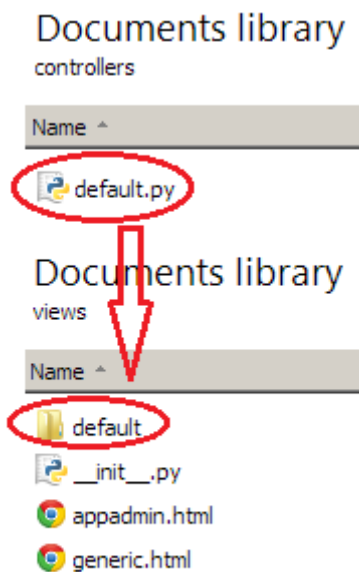 Documents library
controllers
Name
default.py
Documents library
views
Name
default
__init__.py
appadmin.html
generic.html